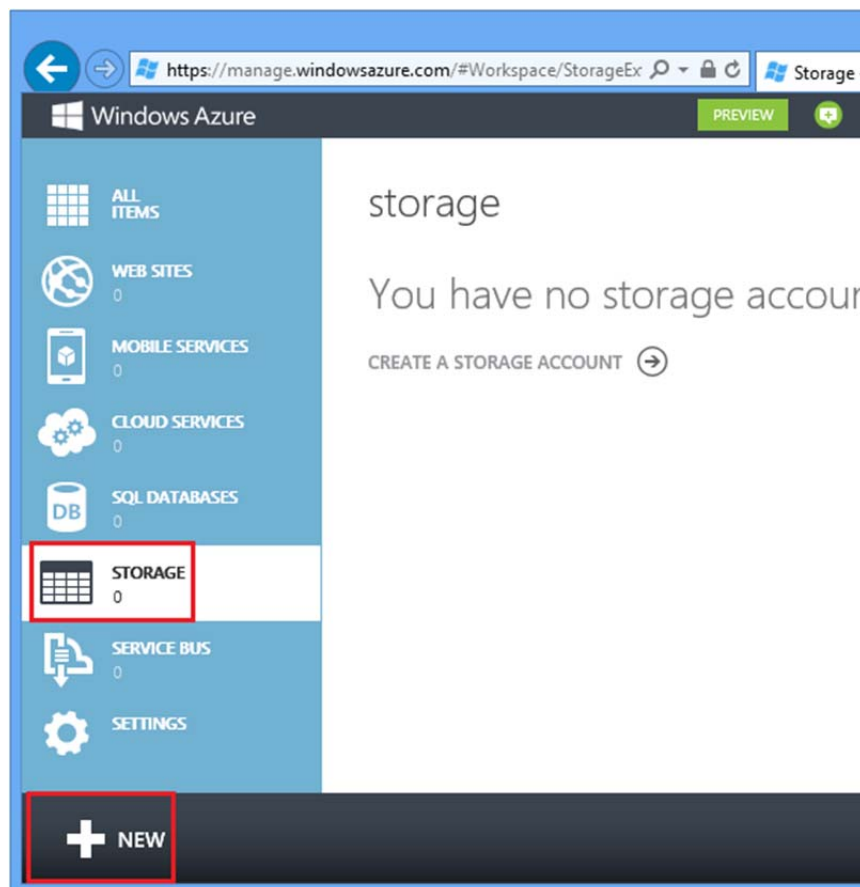 https://manage.windowsazure.com/#Workspace/StorageEx
Storage
Windows Azure
PREVIEW
ALL
ITEMS
storage
WEB SITES
0
You have no storage accour
MOBILE SERVICES
0
CREATE A STORAGE ACCOUNT
CLOUD SERVICES
0
DB
SQL DATABASES
0
STORAGE
0
SERVICE BUS
0
SETTINGS
NEW